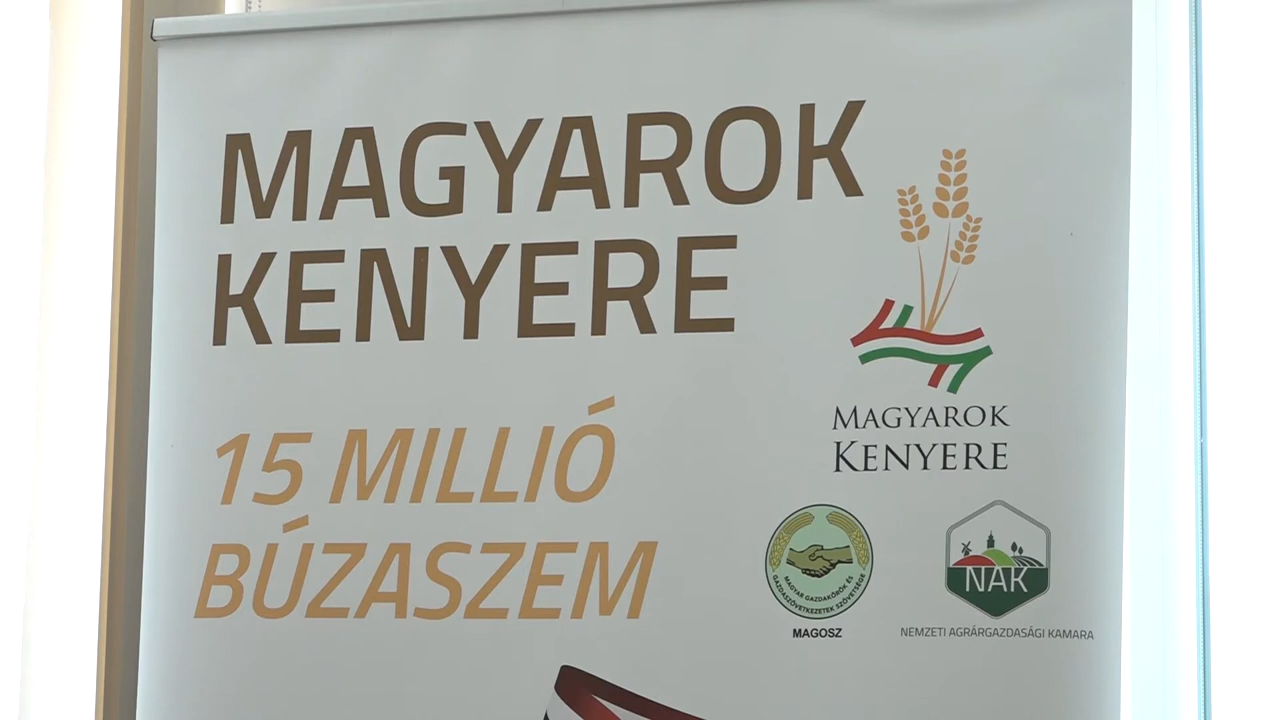 MAGYAROK
KENYERE
15 MILLIÓ
BÚZASZEM
MAGYAROK
KENYERE
MAGYAR GAZDAKÖRÖK ÉS
GAZDASZÖVETKEZETEK SZÖVETSÉGE
MAGOSZ
NAK
NEMZETI AGRÁRGAZDASÁGI KAMARA